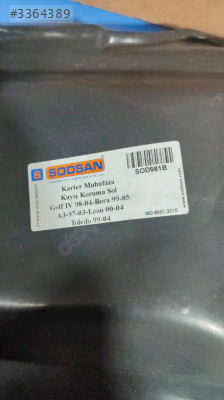 #3364389
S SOOSAN
SOD981B
Karter Muhafaza
Kayış Koruma Sol
Golf IV 98-04-Bora 99-05
A3-97-03-Leon 00-04
Toledo 99-04
ISO 9001:2015